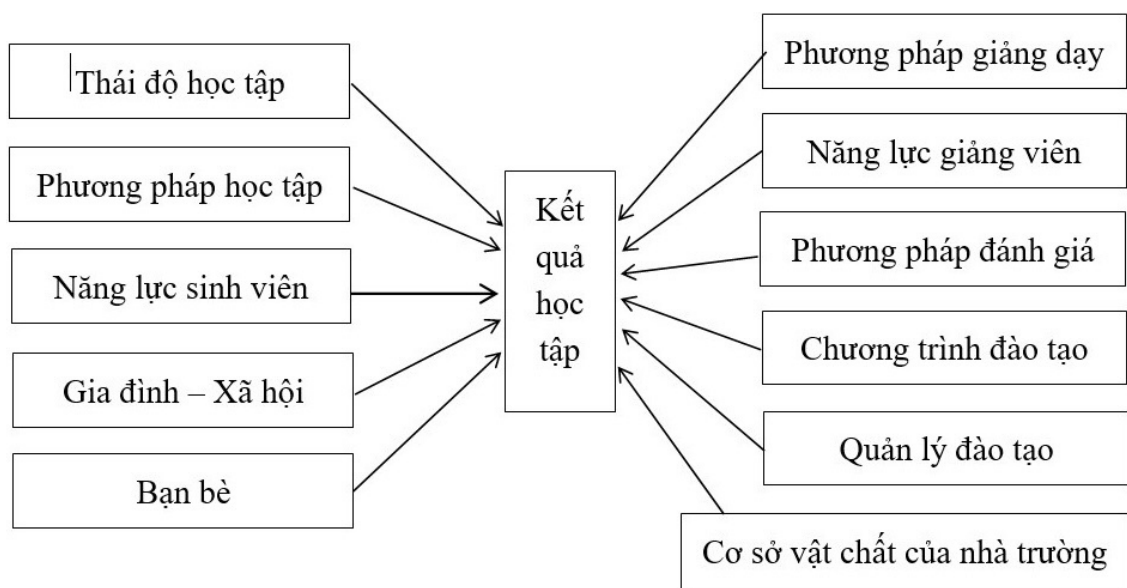 Thái độ học tập
Phương pháp học tập
Năng lực sinh viên
Gia đình – Xã hội
Bạn bè
Kết
quả
học
tập
Phương pháp giảng dạy
Năng lực giảng viên
Phương pháp đánh giá
Chương trình đào tạo
Quản lý đào tạo
Cơ sở vật chất của nhà trường